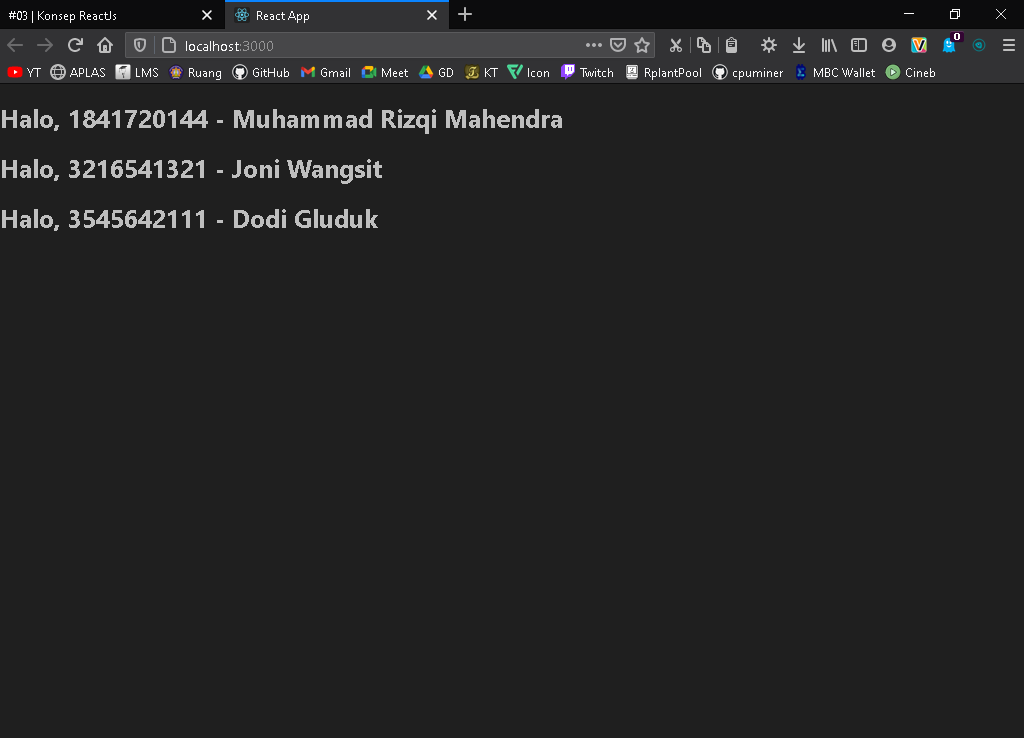 #03 | Konsep ReactJs
React App
localhost:3000
0
YT APLAS LMS Ruang GitHub Gmail Meet GD KT Icon Twitch RplantPool cpuminer MBC Wallet Cineb
Halo, 1841720144 - Muhammad Rizqi Mahendra
Halo, 3216541321 - Joni Wangsit
Halo, 3545642111 - Dodi Gluduk